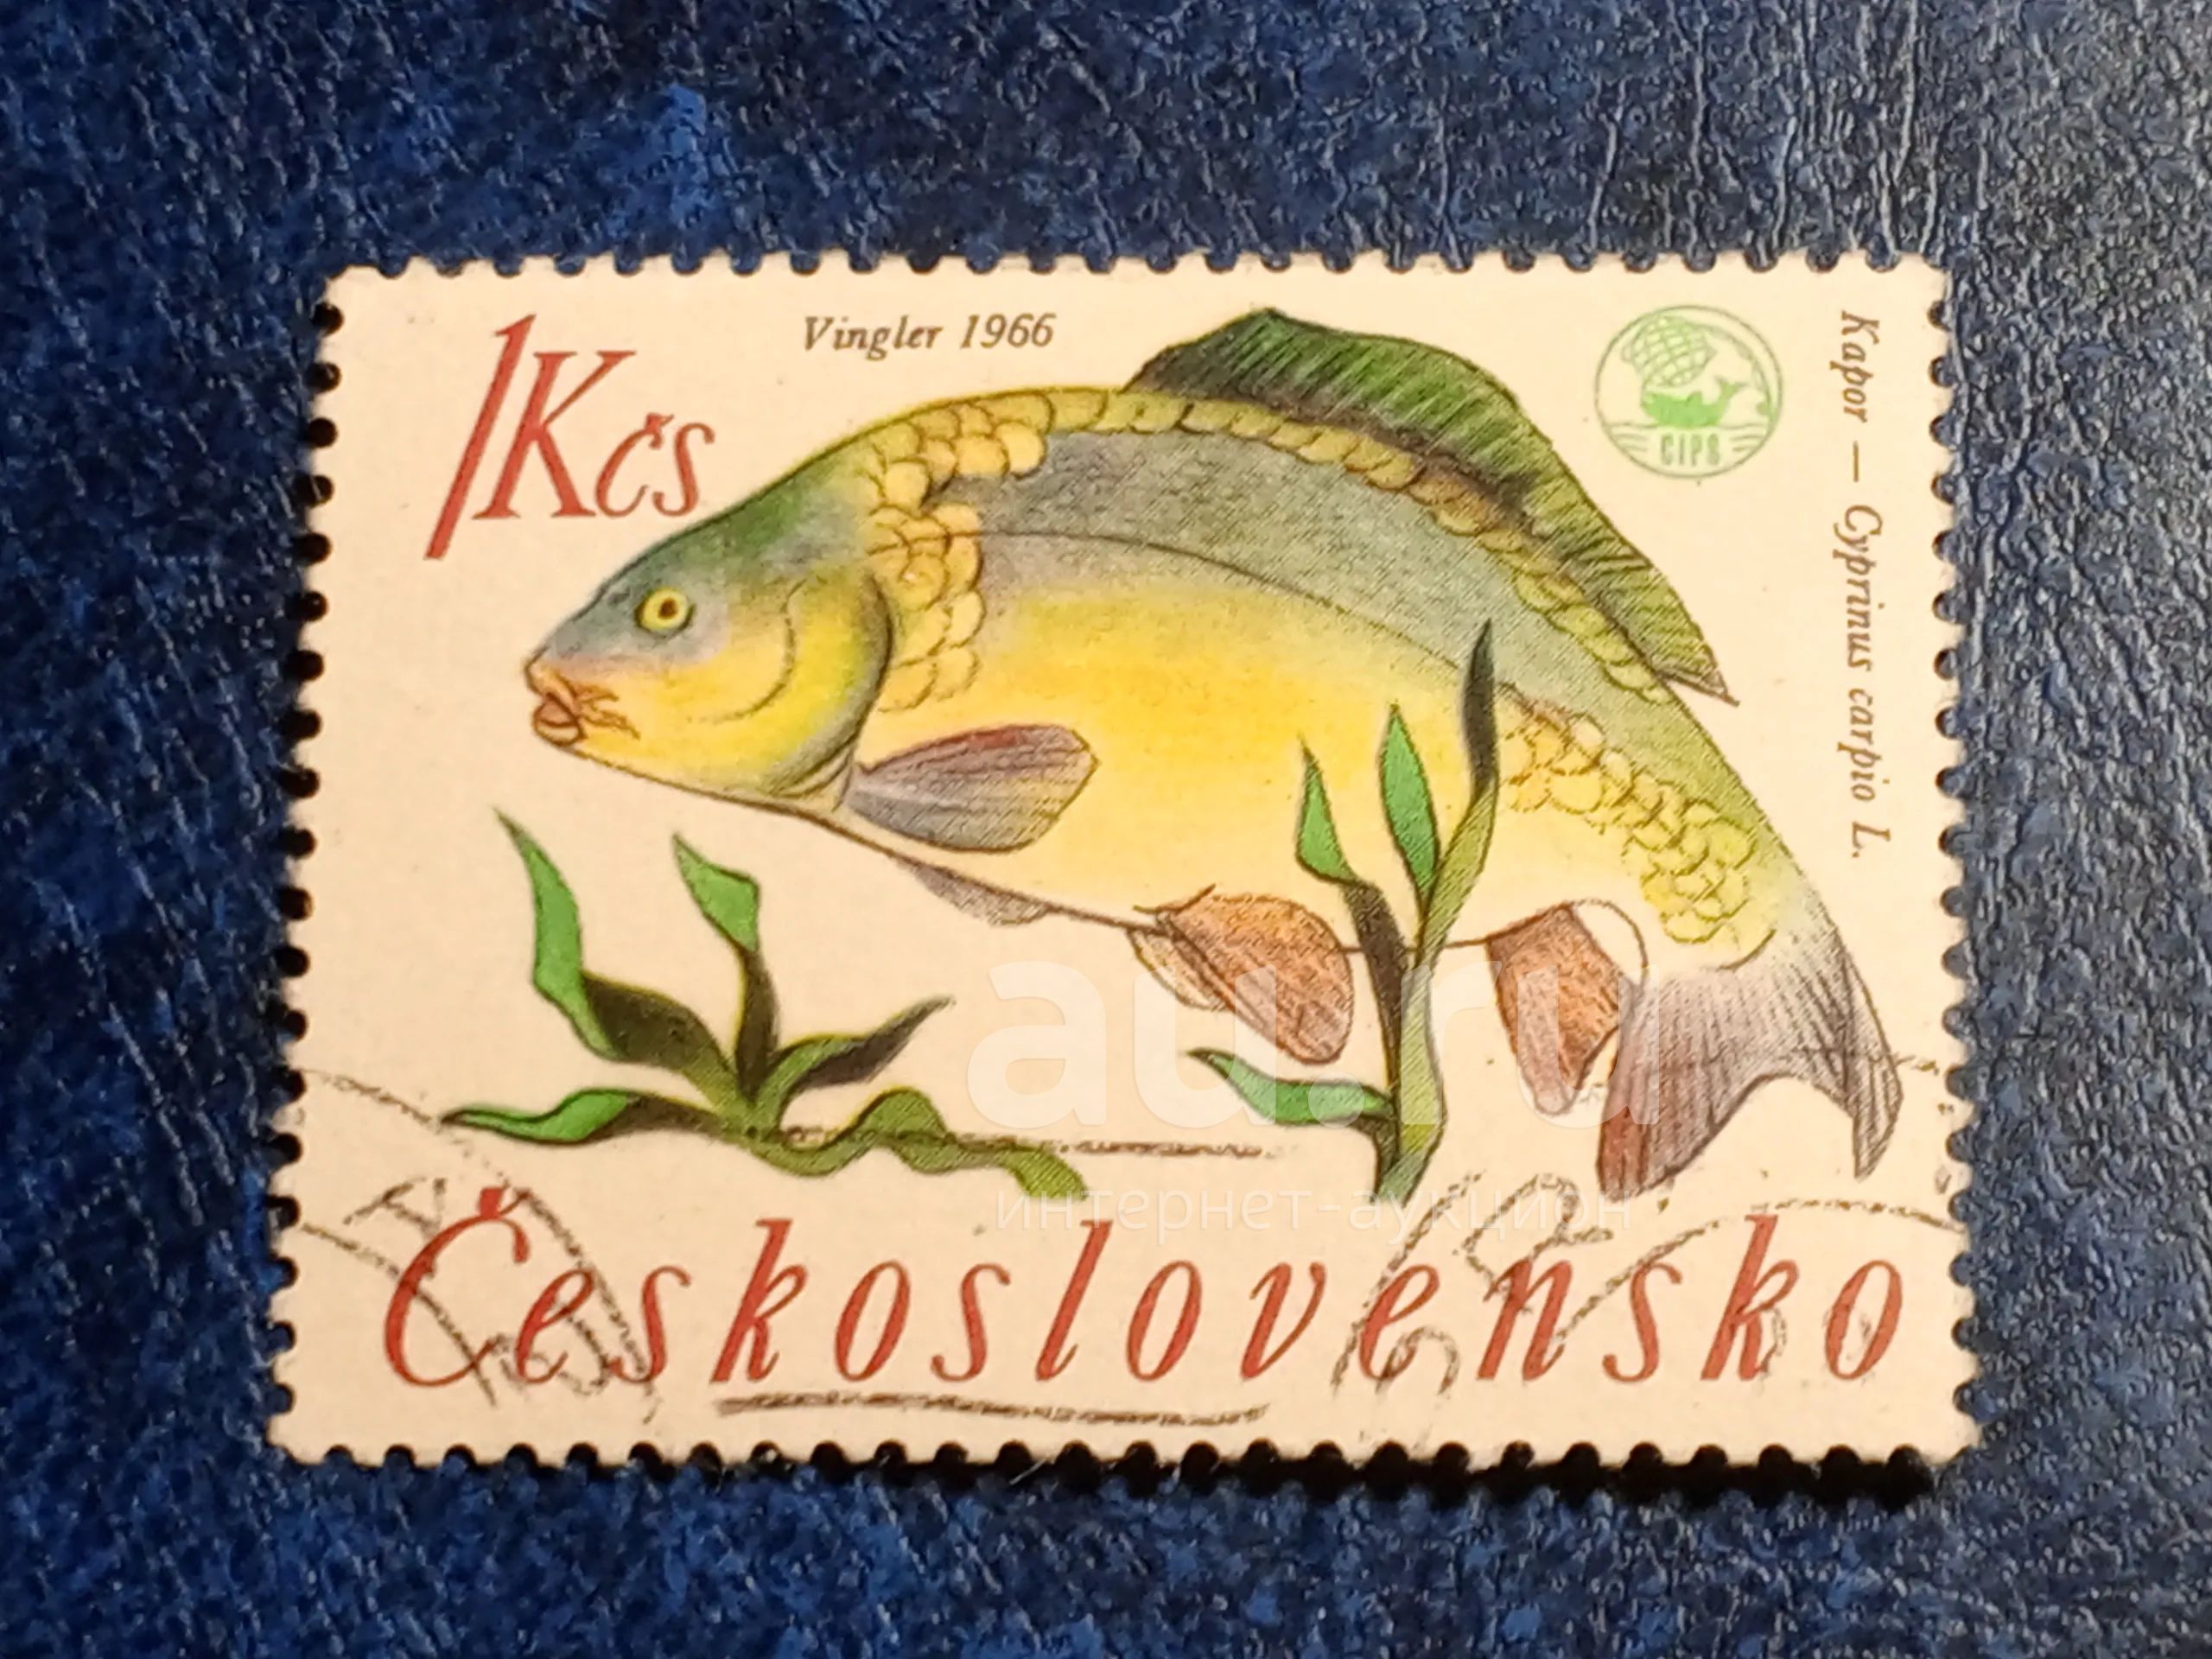 1Kčs
Vingler 1966
CIPS
Kapor — Cyprinus carpio L.
au.ru
интернет-аукцион
Československo